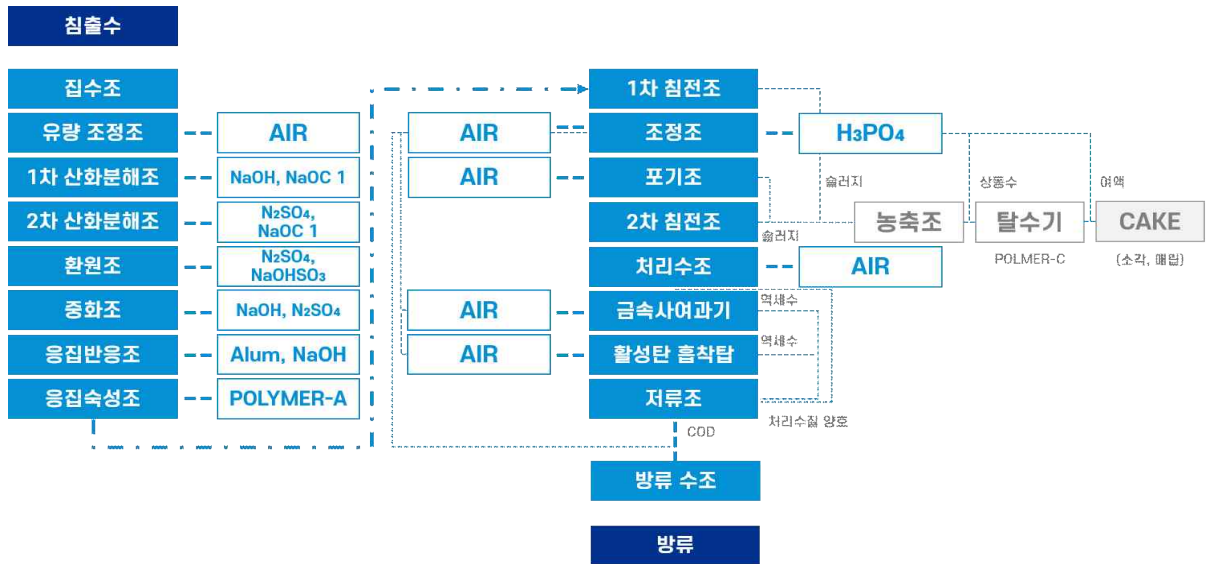 침출수
집수조
유량 조정조
AIR
1차 산화분해조
NaOH, NaOC 1
2차 산화분해조
N₂SO₄,
NaOC 1
환원조
N₂SO₄,
NaOHSO₃
중화조
NaOH, N₂SO₄
응집반응조
Alum, NaOH
응집숙성조
POLYMER-A
1차 침전조
AIR
조정조
H₃PO₄
AIR
포기조
슬러지
상등수
여액
2차 침전조
슬러지
농축조
탈수기
CAKE
POLMER-C
(소각, 매립)
처리수조
AIR
역세수
AIR
금속사여과기
역세수
AIR
활성탄 흡착탑
저류조
처리수질 양호
COD
방류 수조
방류